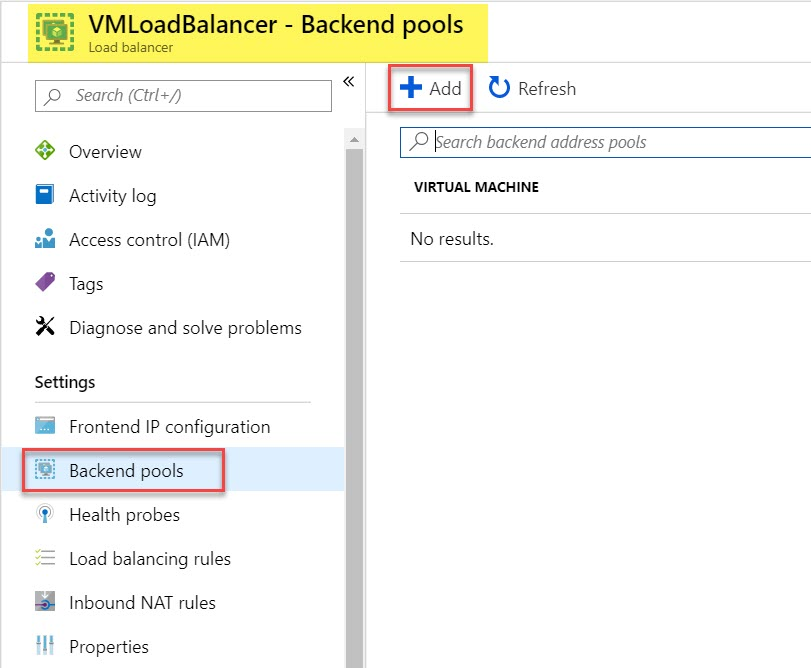 VMLoadBalancer - Backend pools
Load balancer
Search (Ctrl+/)
«
Add
Refresh
Search backend address pools
VIRTUAL MACHINE
No results.
Overview
Activity log
Access control (IAM)
Tags
Diagnose and solve problems
Settings
Frontend IP configuration
Backend pools
Health probes
Load balancing rules
Inbound NAT rules
Properties